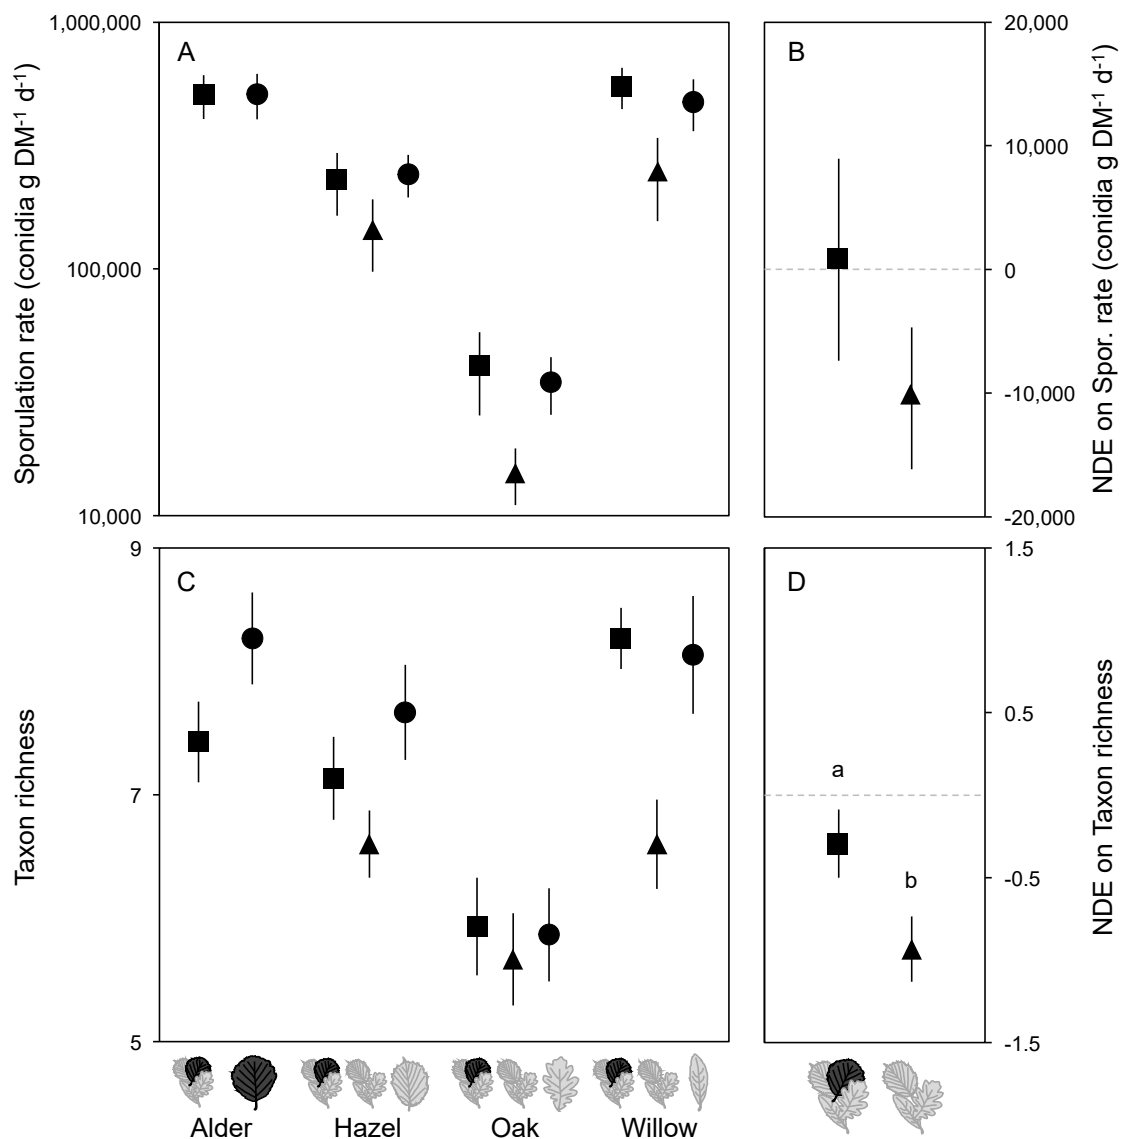 1,000,000
100,000
10,000
Sporulation rate (conidia g DM-1 d-1)
A
B
20,000
10,000
0
-10,000
-20,000
NDE on Spor. rate (conidia g DM-1 d-1)
9
7
5
Taxon richness
C
D
a
b
1.5
0.5
-0.5
-1.5
NDE on Taxon richness
Alder
Hazel
Oak
Willow